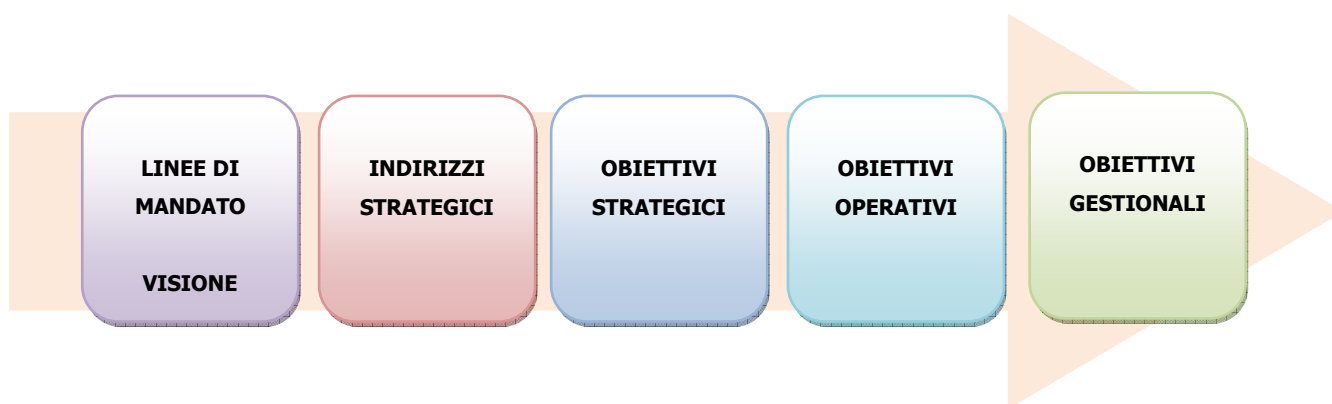 LINEE DI
MANDATO
VISIONE
INDIRIZZI
STRATEGICI
OBIETTIVI
STRATEGICI
OBIETTIVI
OPERATIVI
OBIETTIVI
GESTIONALI